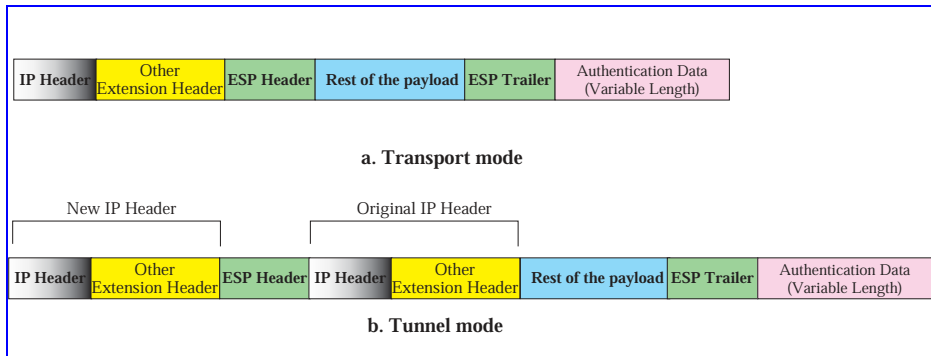 IP Header Other Extension Header ESP Header Rest of the payload ESP Trailer Authentication Data (Variable Length)
a. Transport mode
New IP Header Original IP Header
IP Header Other Extension Header ESP Header IP Header Other Extension Header Rest of the payload ESP Trailer Authentication Data (Variable Length)
b. Tunnel mode